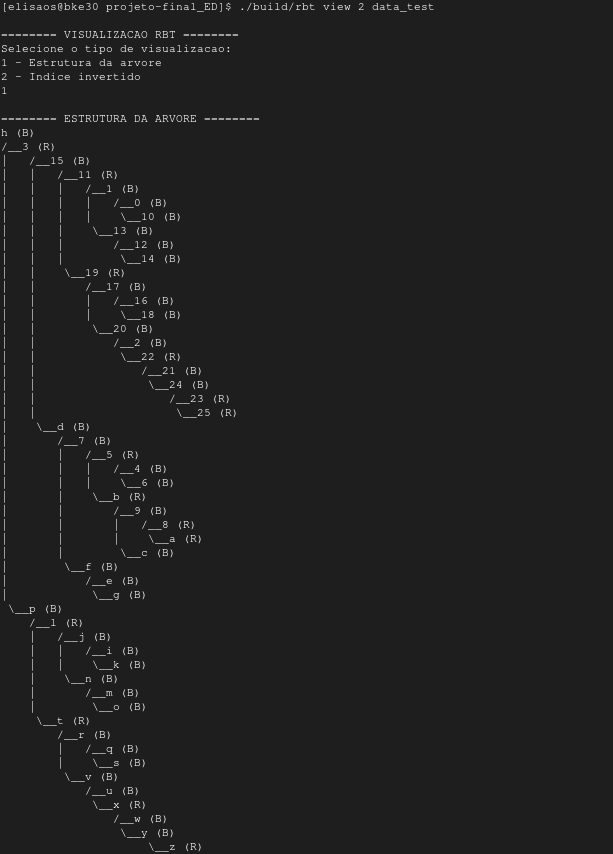 [elisaos@bke30 projeto-final_ED]$ ./build/rbt view 2 data_test

-------- VISUALIZACAO RBT --------
Selecione o tipo de visualizacao:
1 - Estrutura da arvore
2 - Indice invertido
1

-------- ESTRUTURA DA ARVORE --------
h (B)
/__3 (R)
|   /__15 (B)
|   |   /__11 (R)
|   |   |   /__1 (B)
|   |   |   |   /__0 (B)
|   |   |   |    \__10 (B)
|   |   |    \__13 (B)
|   |   |       /__12 (B)
|   |   |        \__14 (B)
|   |    \__19 (R)
|   |       /__17 (B)
|   |       |   /__16 (B)
|   |       |    \__18 (B)
|   |        \__20 (B)
|   |           /__2 (B)
|   |            \__22 (R)
|   |               /__21 (B)
|   |                \__24 (B)
|   |                   /__23 (R)
|   |                    \__25 (R)
|    \__d (B)
|       /__7 (B)
|       |   /__5 (R)
|       |   |   /__4 (B)
|       |   |    \__6 (B)
|       |    \__b (R)
|       |       /__9 (B)
|       |       |   /__8 (R)
|       |       |    \__a (R)
|       |        \__c (B)
|        \__f (B)
|           /__e (B)
|            \__g (B)
 \__p (B)
    /__l (R)
    |   /__j (B)
    |   |   /__i (B)
    |   |    \__k (B)
    |    \__n (B)
    |       /__m (B)
    |        \__o (B)
     \__t (R)
        /__r (B)
        |   /__q (B)
        |    \__s (B)
         \__v (B)
            /__u (B)
             \__x (R)
                /__w (B)
                 \__y (B)
                     \__z (R)